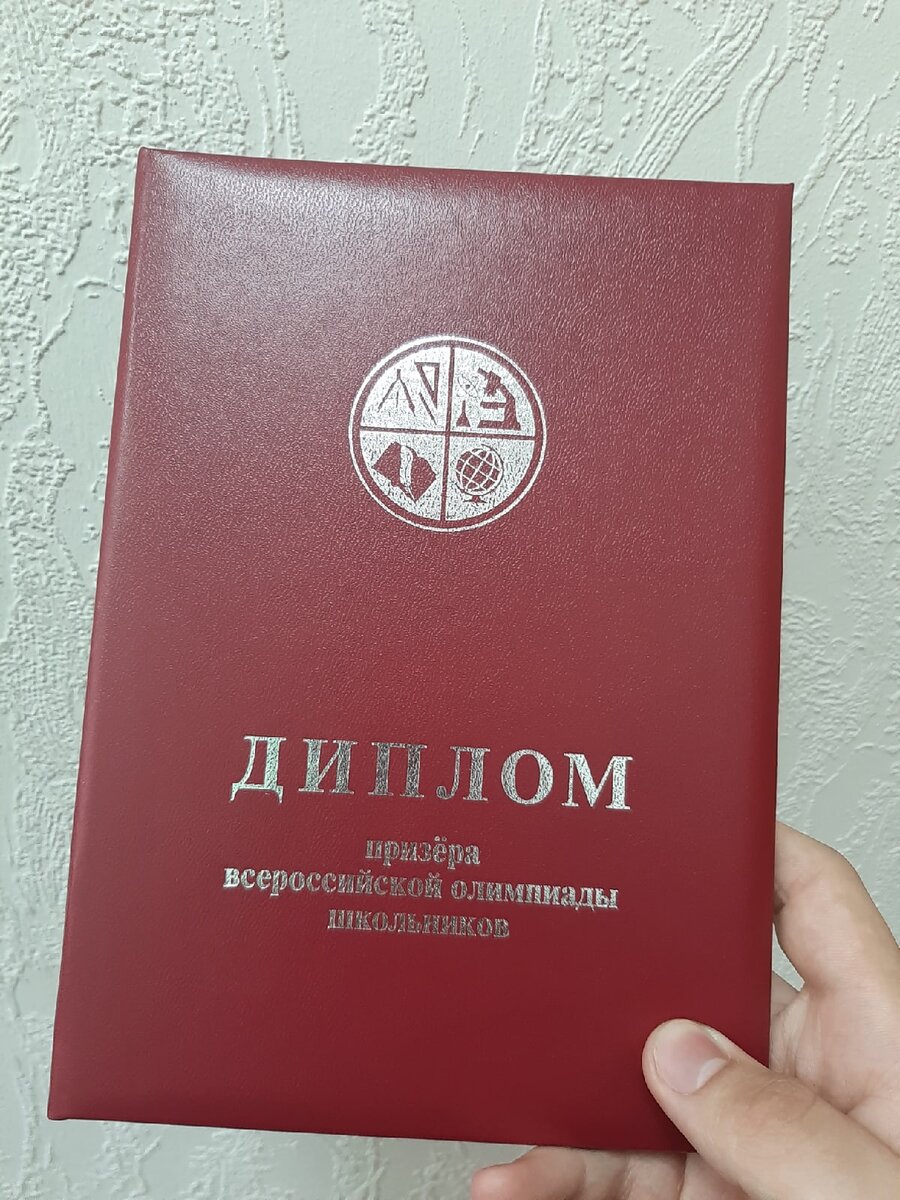 ДИПЛОМ
призёра
всероссийской олимпиады
школьников